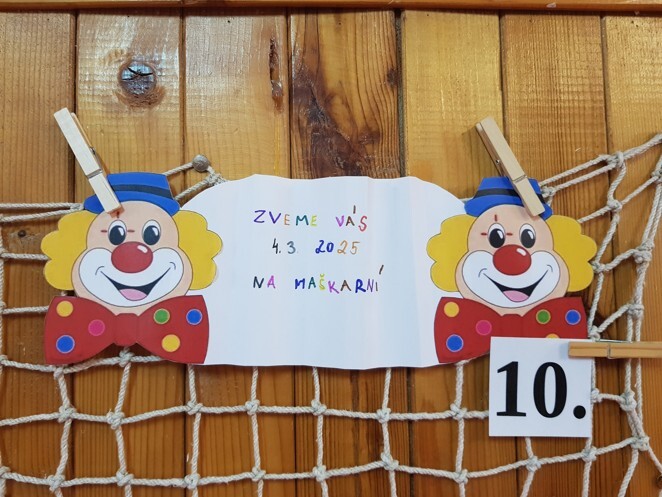 ZVEME VÁS
4.3 2025
NA MAŠKARNÍ
10.